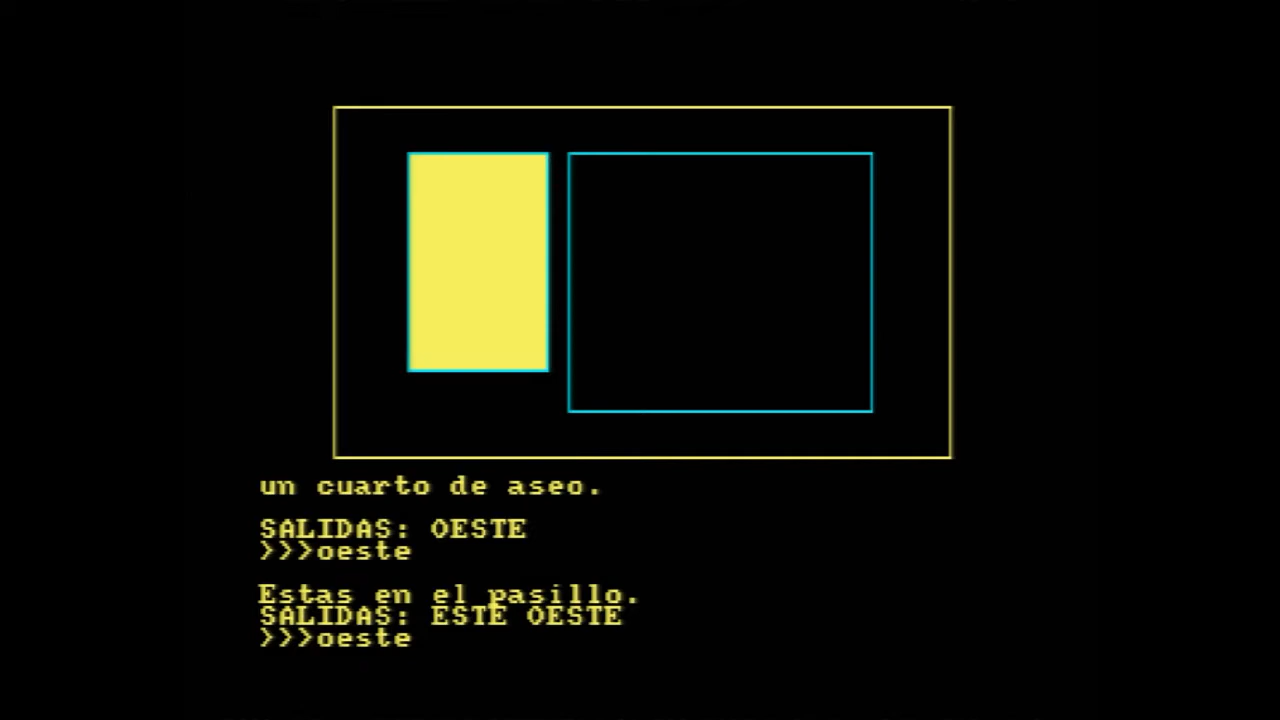 un cuarto de aseo.
SALIDAS: OESTE
>>>oeste
Estas en el pasillo.
SALIDAS: ESTE OESTE
>>>oeste